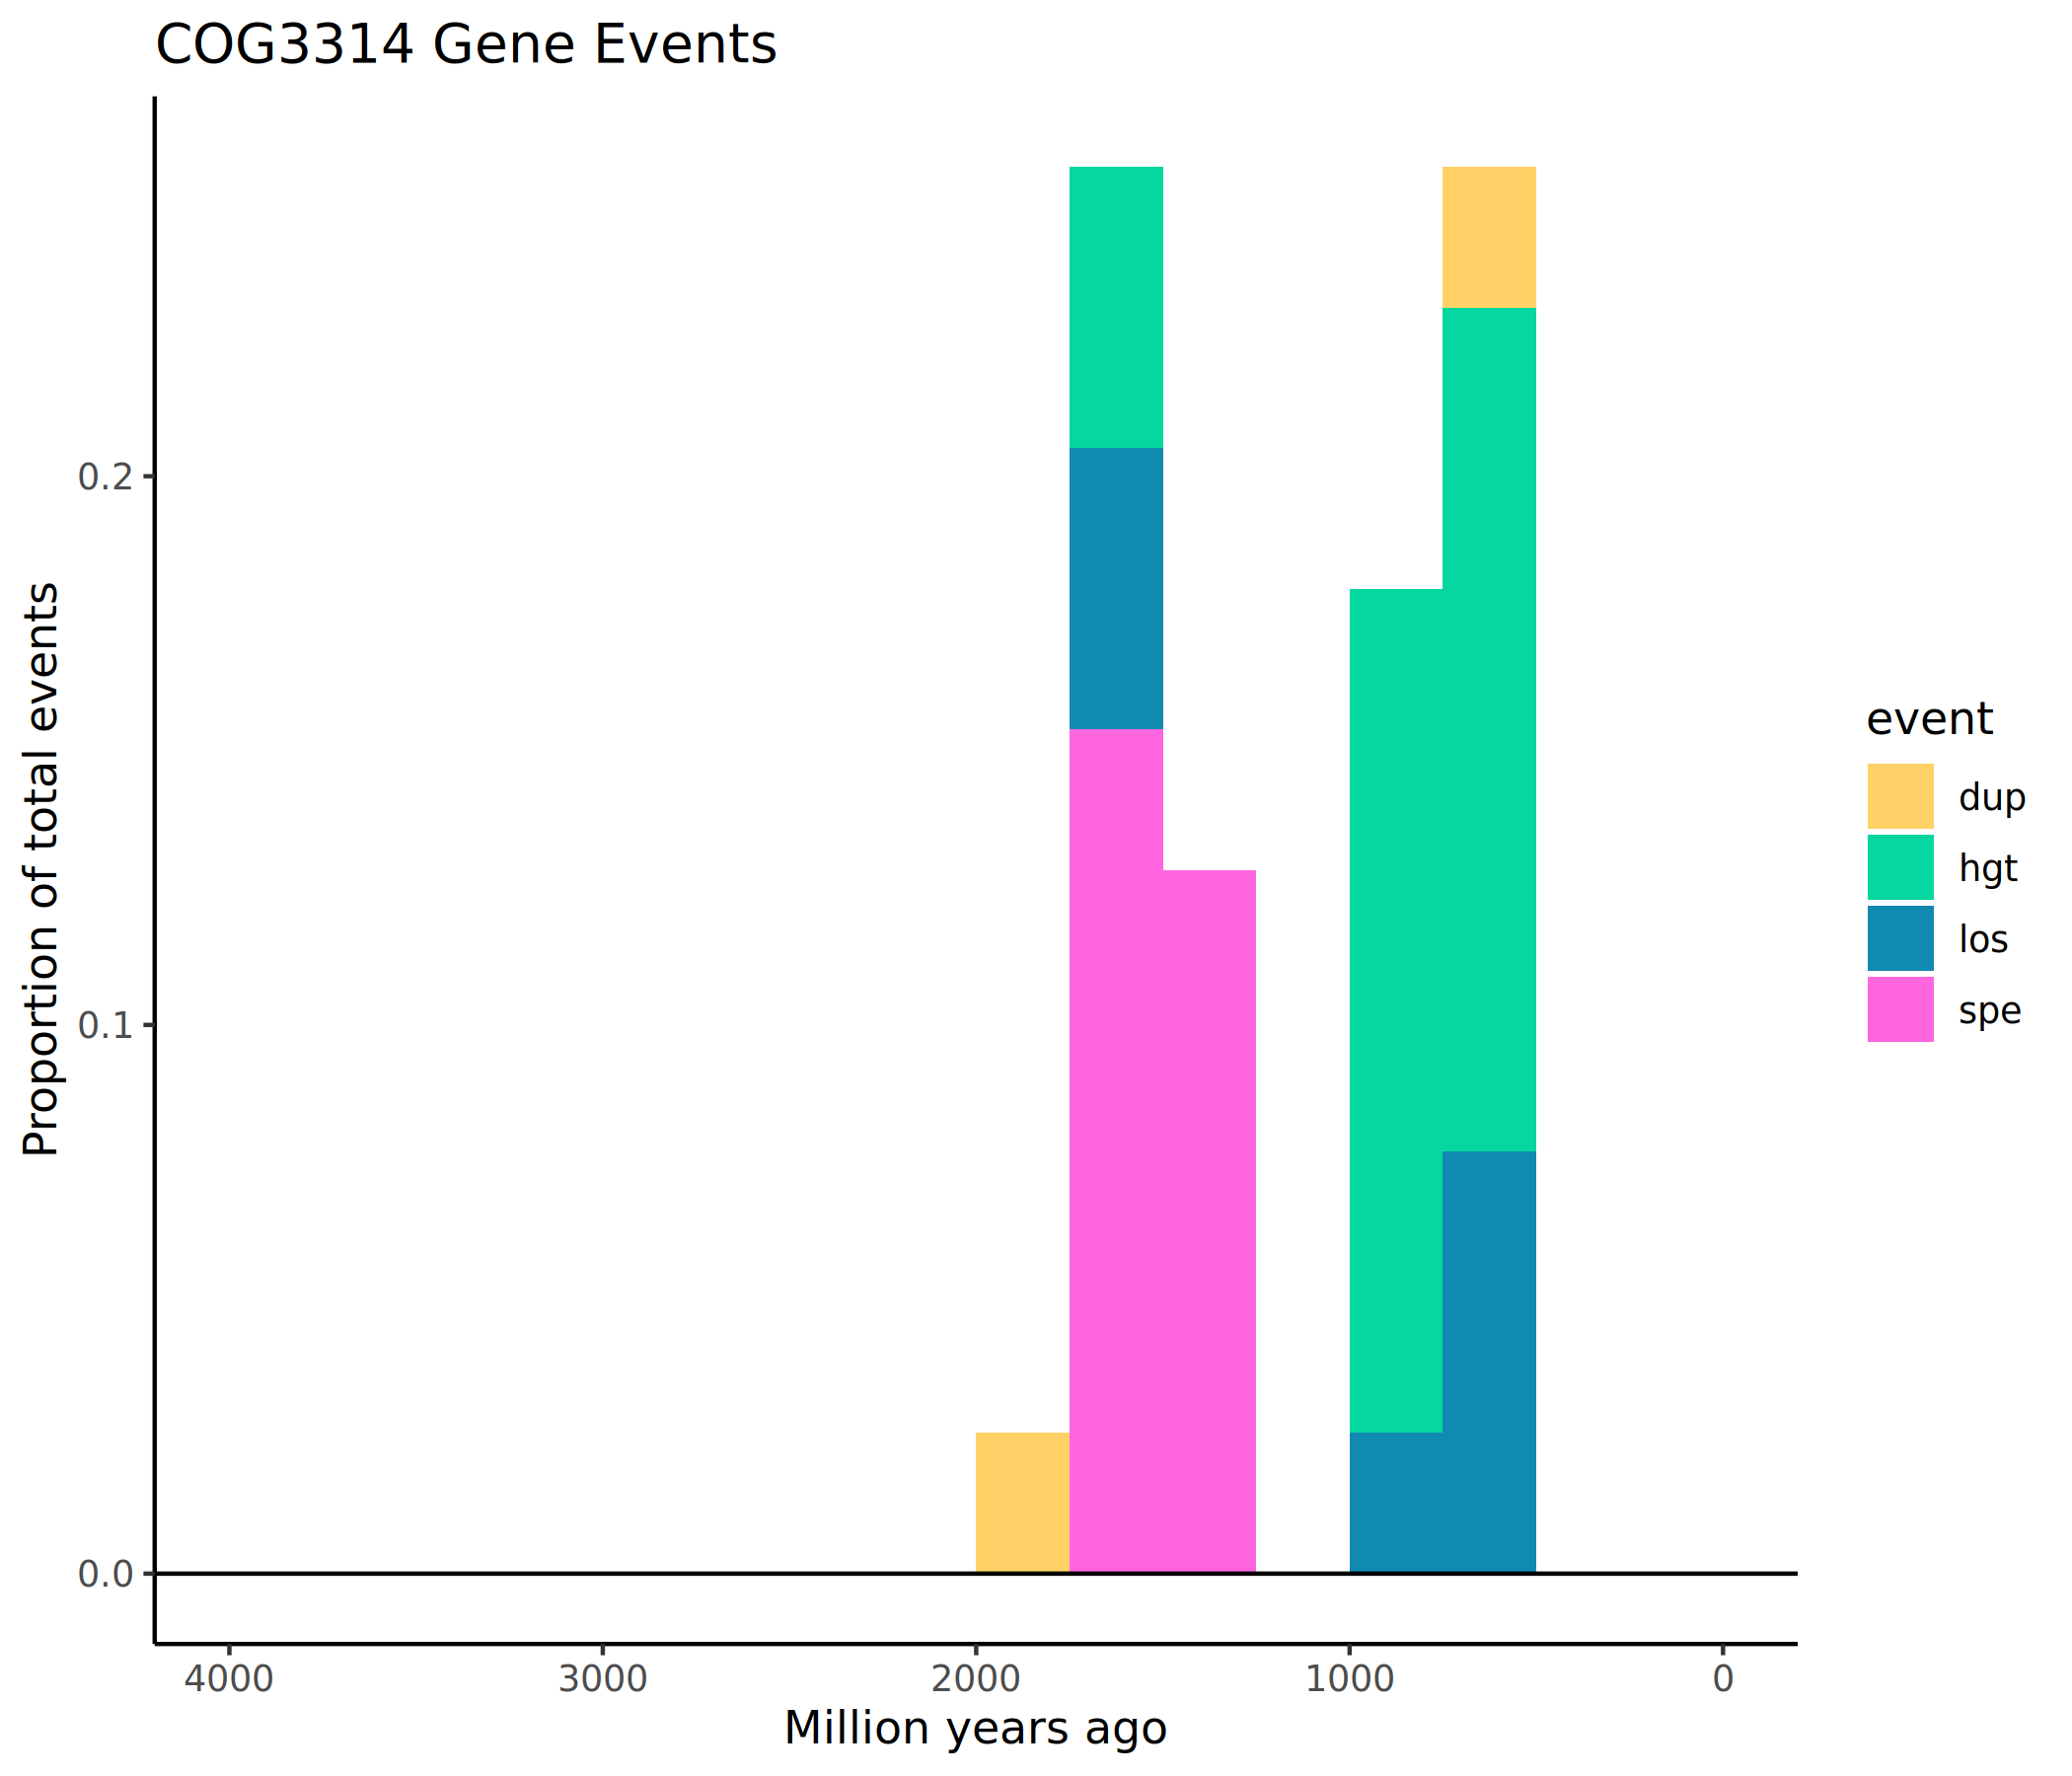 COG3314 Gene Events
Proportion of total events
0.2
0.1
0.0
4000 3000 2000 1000 0
Million years ago
event
dup
hgt
los
spe